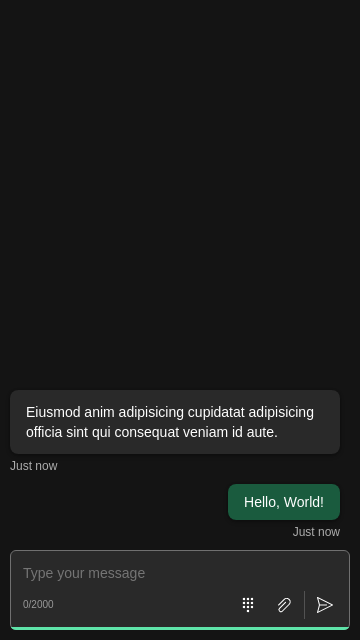 Eiusmod anim adipisicing cupidatat adipisicing
officia sint qui consequat veniam id aute.
Just now
Hello, World!
Just now
Type your message
0/2000